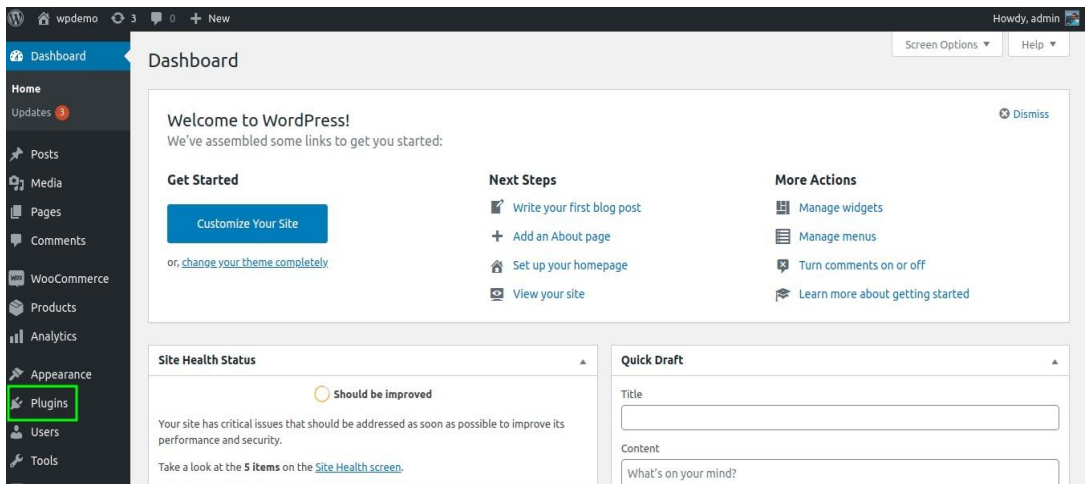 wpdemo 3 0 + New Howdy, admin
Dashboard
Home
Updates 3
Posts
Media
Pages
Comments
WooCommerce
Products
Analytics
Appearance
Plugins
Users
Tools
Screen Options ▼ Help ▼
Dashboard
Welcome to WordPress!
We've assembled some links to get you started:
Dismiss
Get Started
Customize Your Site
or, change your theme completely
Next Steps
Write your first blog post
Add an About page
Set up your homepage
View your site
More Actions
Manage widgets
Manage menus
Turn comments on or off
Learn more about getting started
Site Health Status
Should be improved
Your site has critical issues that should be addressed as soon as possible to improve its
performance and security.
Take a look at the 5 items on the Site Health screen.
Quick Draft
Title
Content
What's on your mind?